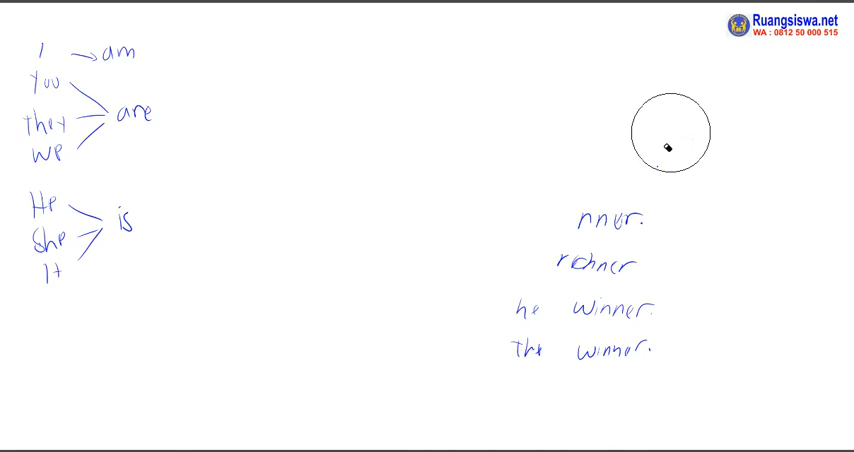 Ruangsiswa.net
WA : 0812 50 000 515
I → am
You
they
we
are
He
She
It
is
nner.
he winner.
The winner.